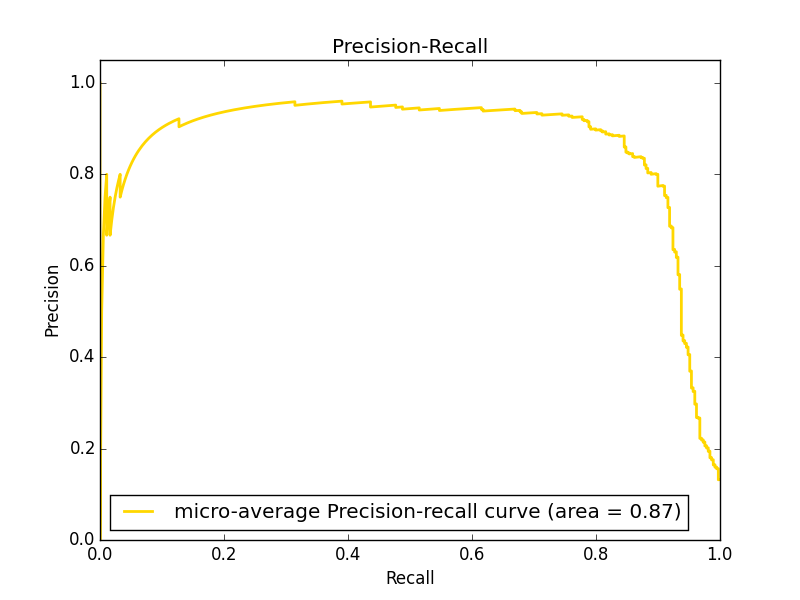 Precision-Recall
1.0
0.8
0.6
0.4
0.2
0.0
Precision
micro-average Precision-recall curve (area = 0.87)
0.0 0.2 0.4 0.6 0.8 1.0
Recall